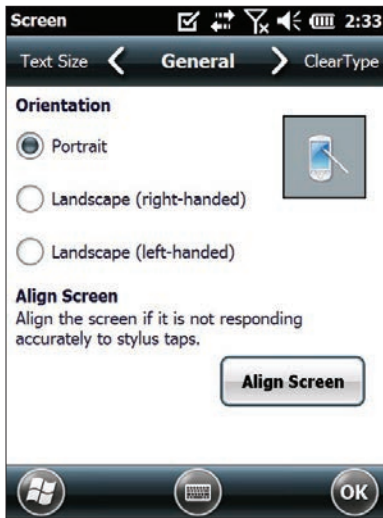 Screen 2:33
Text Size General ClearType
Orientation
Portrait
Landscape (right-handed)
Landscape (left-handed)
Align Screen
Align the screen if it is not responding
accurately to stylus taps.
Align Screen
OK